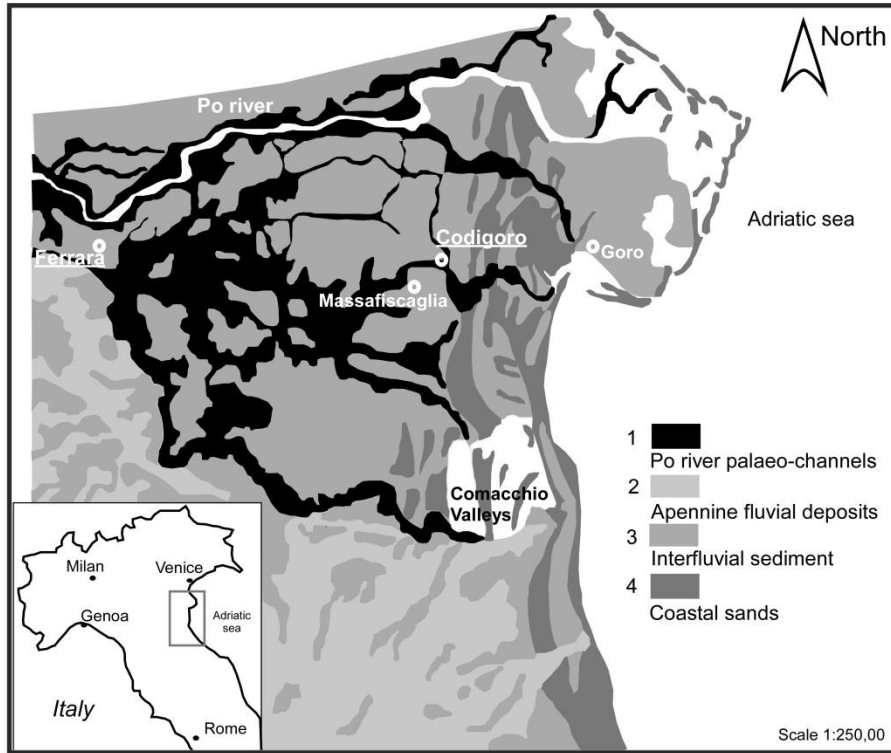 North
Po river
Adriatic sea
Ferrara
Codigoro
Goro
Massafiscaglia
Comacchio
Valleys
1
Po river palaeo-channels
2
Apennine fluvial deposits
3
Interfluvial sediment
4
Coastal sands
Milan
Venice
Genoa
Adriatic
sea
Italy
Rome
Scale 1:250,00